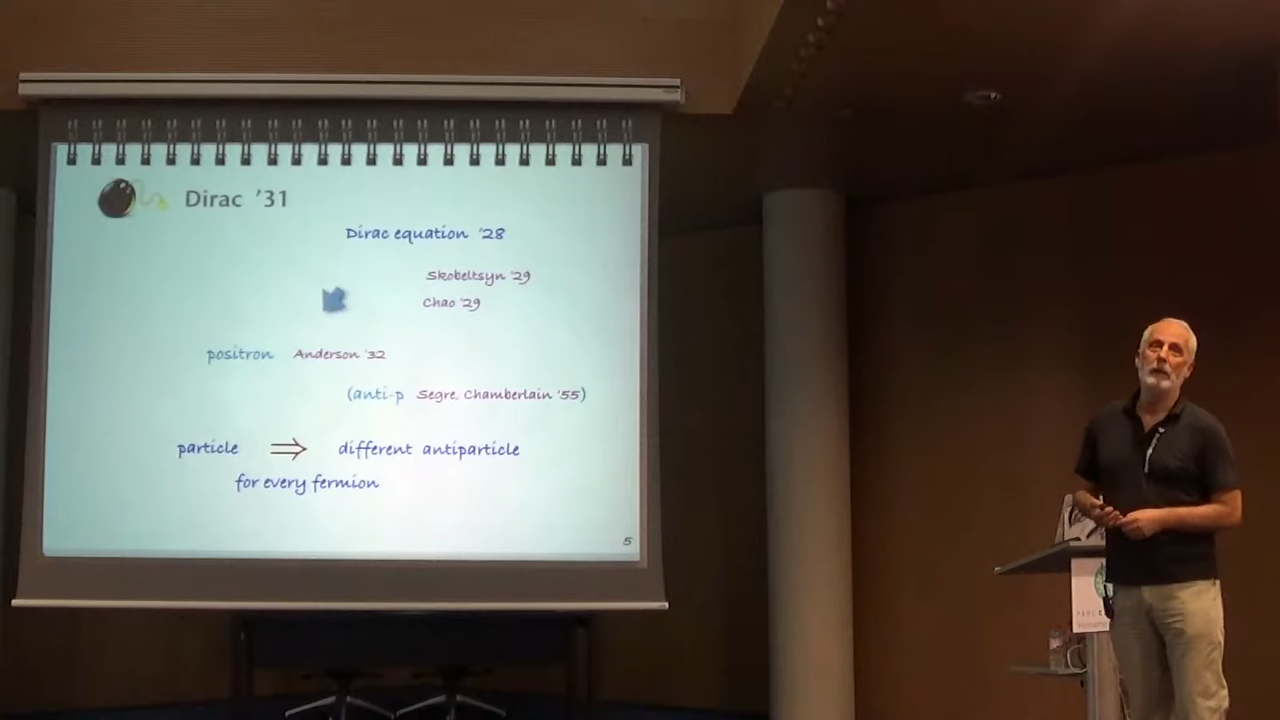 Dirac '31
Dirac equation '28
Skobeltsyn '29
Chao '29
positron Anderson '32
(anti-p Segre, Chamberlain '55)
particle ⇒ different antiparticle
for every fermion
5